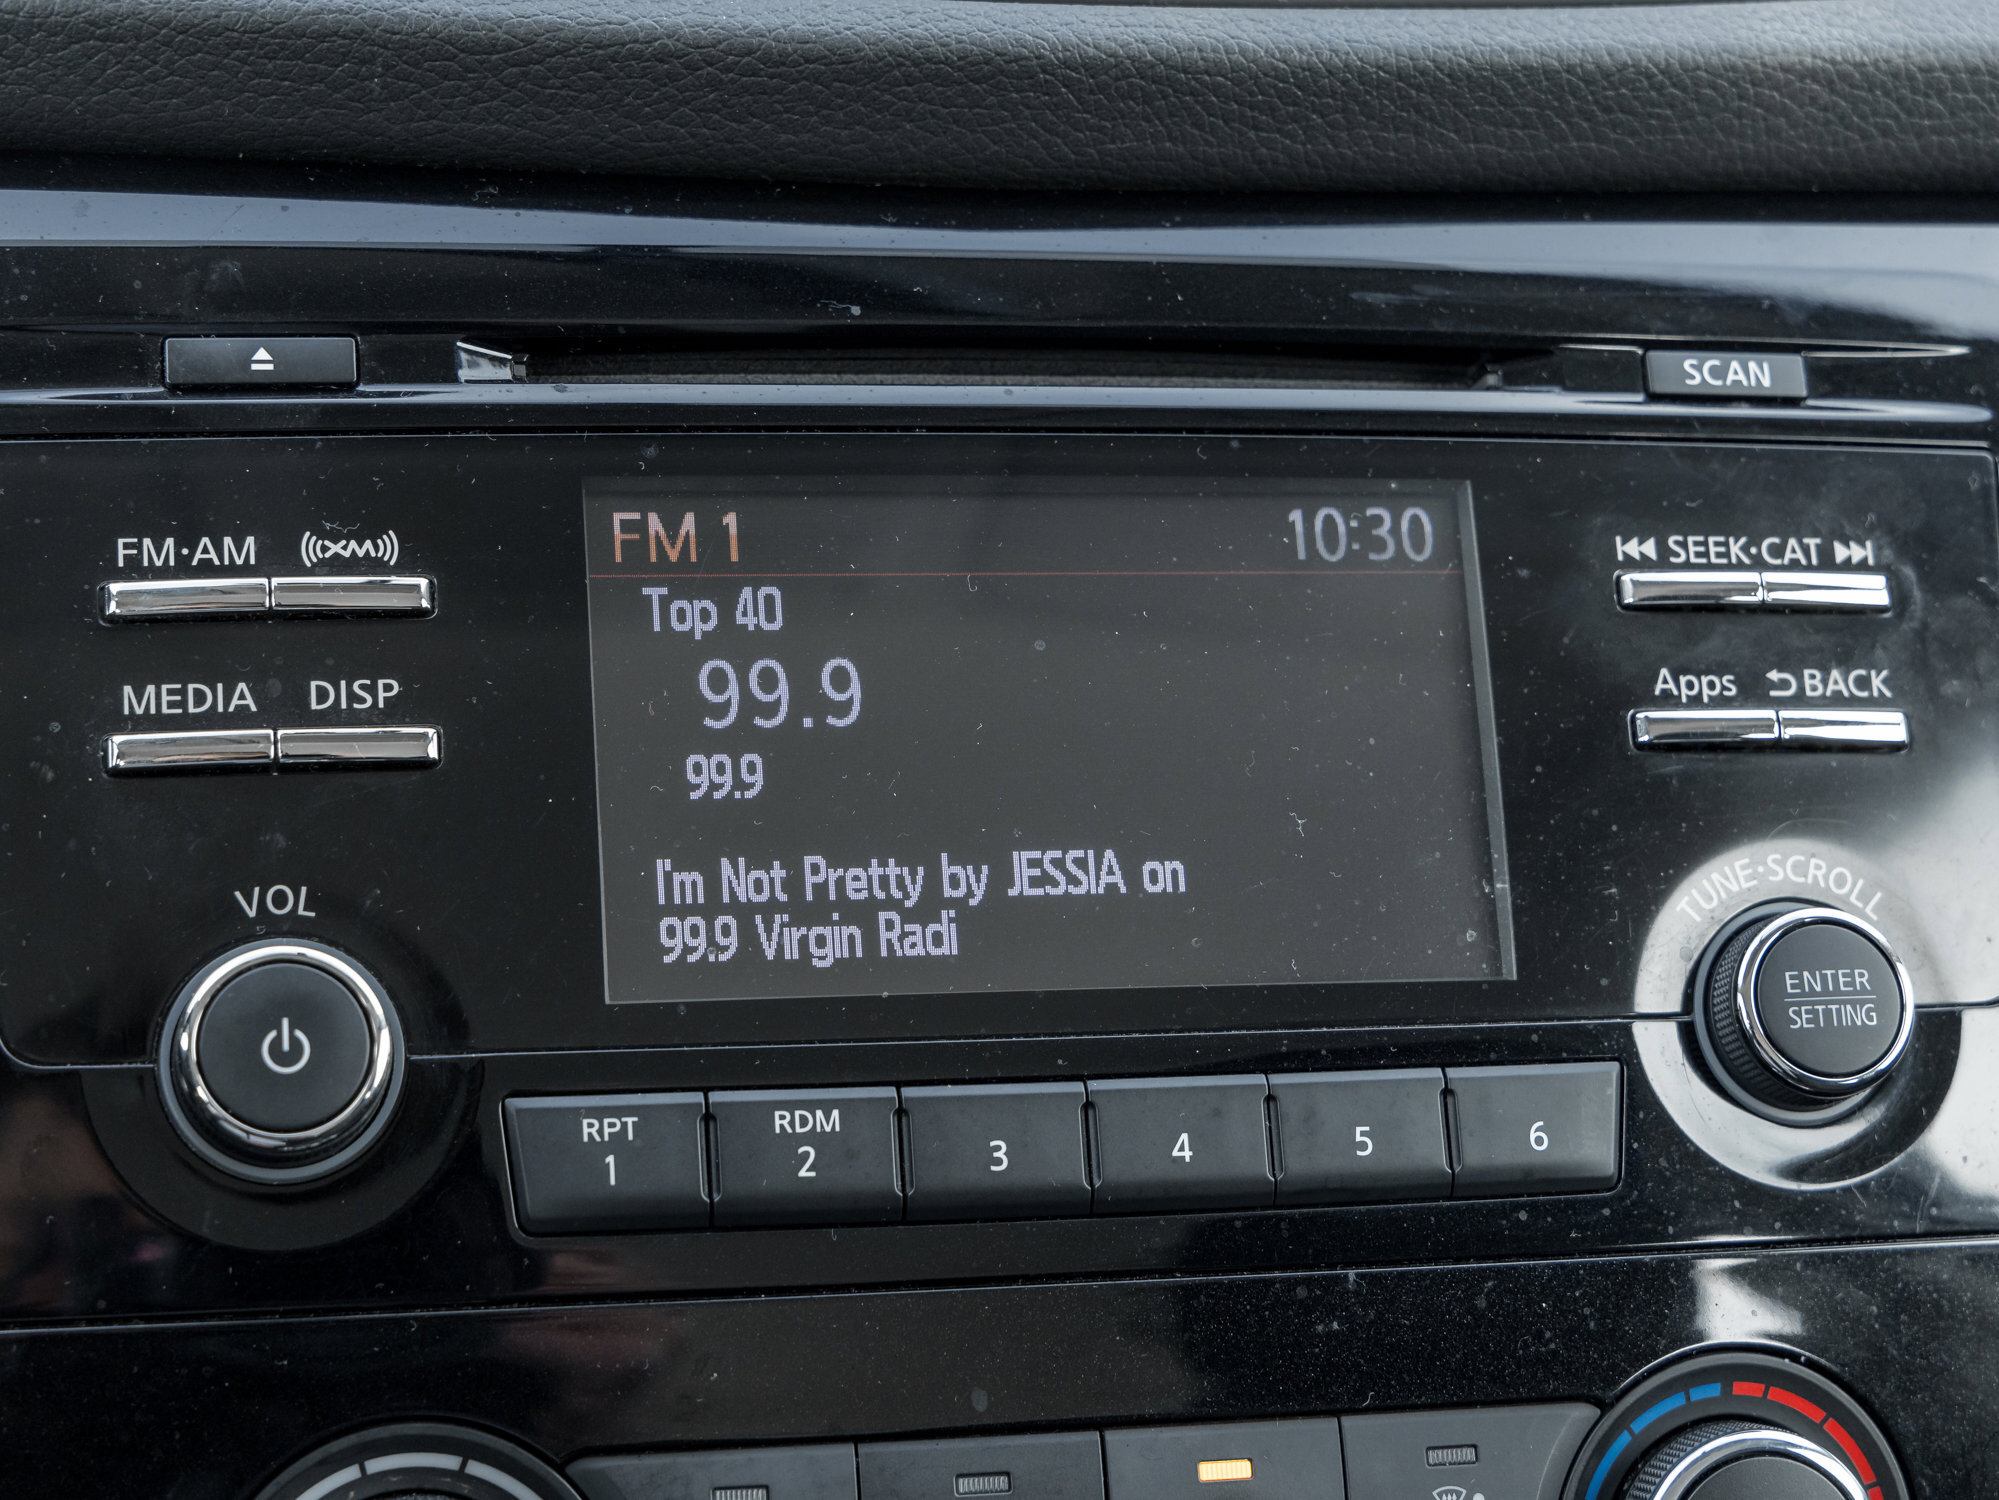 SCAN
FM·AM XM
FM 1 10:30
SEEK·CAT
Top 40
MEDIA DISP
99.9
Apps BACK
99.9
I'm Not Pretty by JESSIA on
99.9 Virgin Radi
VOL
TUNE·SCROLL
ENTER
SETTING
RPT RDM
1 2 3 4 5 6